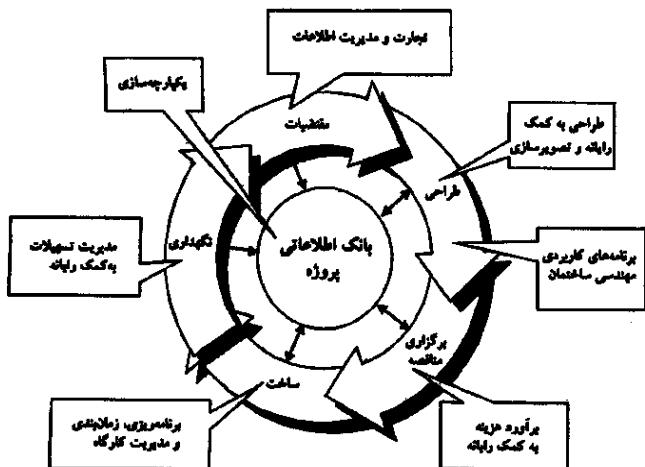 تجارت و مدیریت اطلاعات
یکپارچه‌سازی
مقتضیات
طراحی به کمک
رایانه و تصویرسازی
طراحی
نگهداری
بانک اطلاعاتی
پروژه
مدیریت تسهیلات
به‌کمک رایانه
برنامه‌های کاربردی
مهندسی ساختمان
برگزاری
مناقصه
ساخت
برنامه‌ریزی، زمان‌بندی
و مدیریت کارگاه
برآورد هزینه
به کمک رایانه